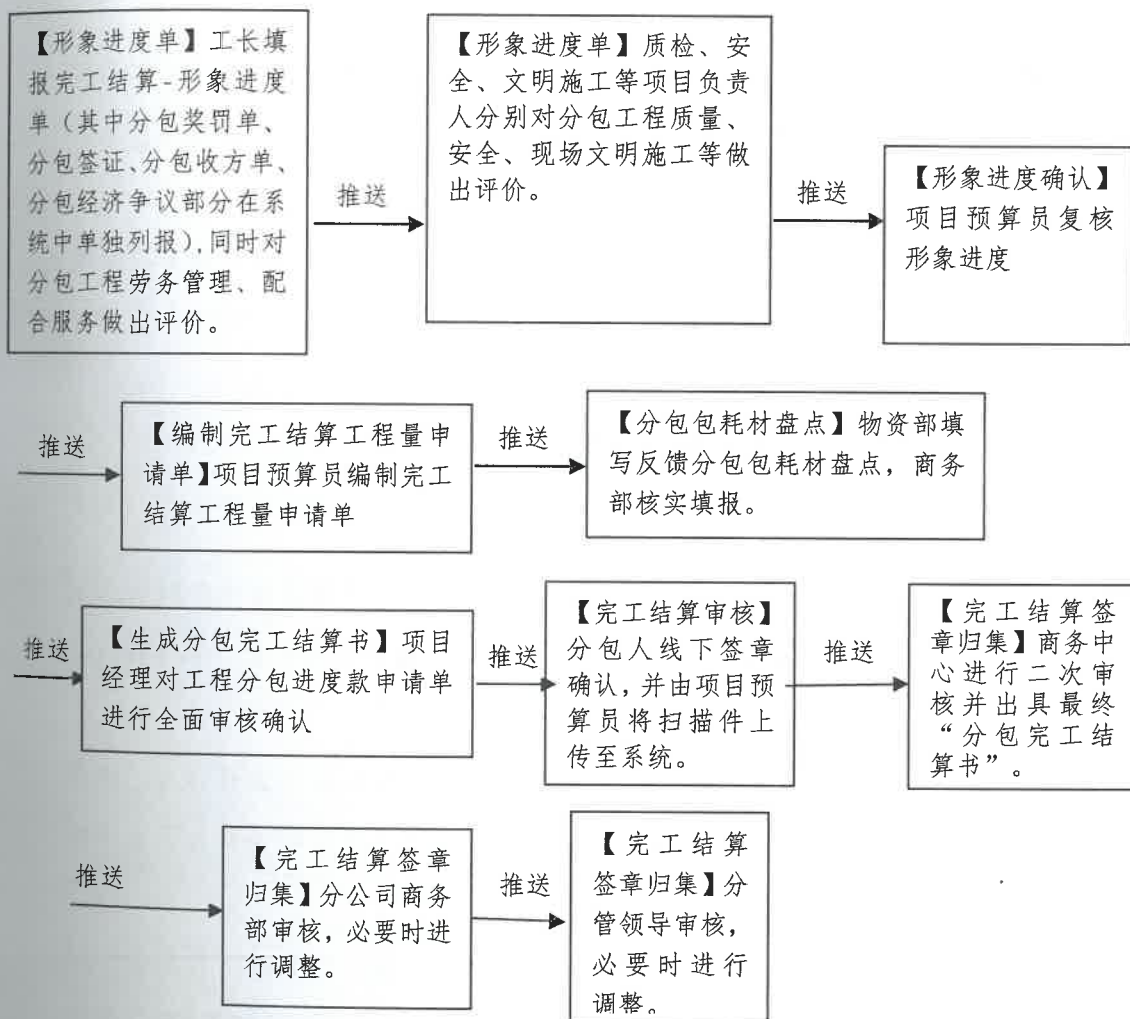 【形象进度单】工长填
报完工结算-形象进度
单（其中分包奖罚单、
分包签证、分包收方单、
分包经济争议部分在系
统中单独列报），同时对
分包工程劳务管理、配
合服务做出评价。
推送
【形象进度单】质检、安
全、文明施工等项目负责
人分别对分包工程质量、
安全、现场文明施工等做
出评价。
推送
【形象进度确认】
项目预算员复核
形象进度
推送
【编制完工结算工程量申
请单】项目预算员编制完工
结算工程量申请单
推送
【分包包耗材盘点】物资部填
写反馈分包包耗材盘点，商务
部核实填报。
推送
【生成分包完工结算书】项目
经理对工程分包进度款申请单
进行全面审核确认
推送
【完工结算审核】
分包人线下签章
确认，并由项目预
算员将扫描件上
传至系统。
推送
【完工结算签
章归集】商务中
心进行二次审
核并出具最终
“分包完工结
算书”。
推送
【完工结算签章
归集】分公司商务
部审核，必要时进
行调整。
推送
【完工结算
签章归集】分
管领导审核，
必要时进行
调整。